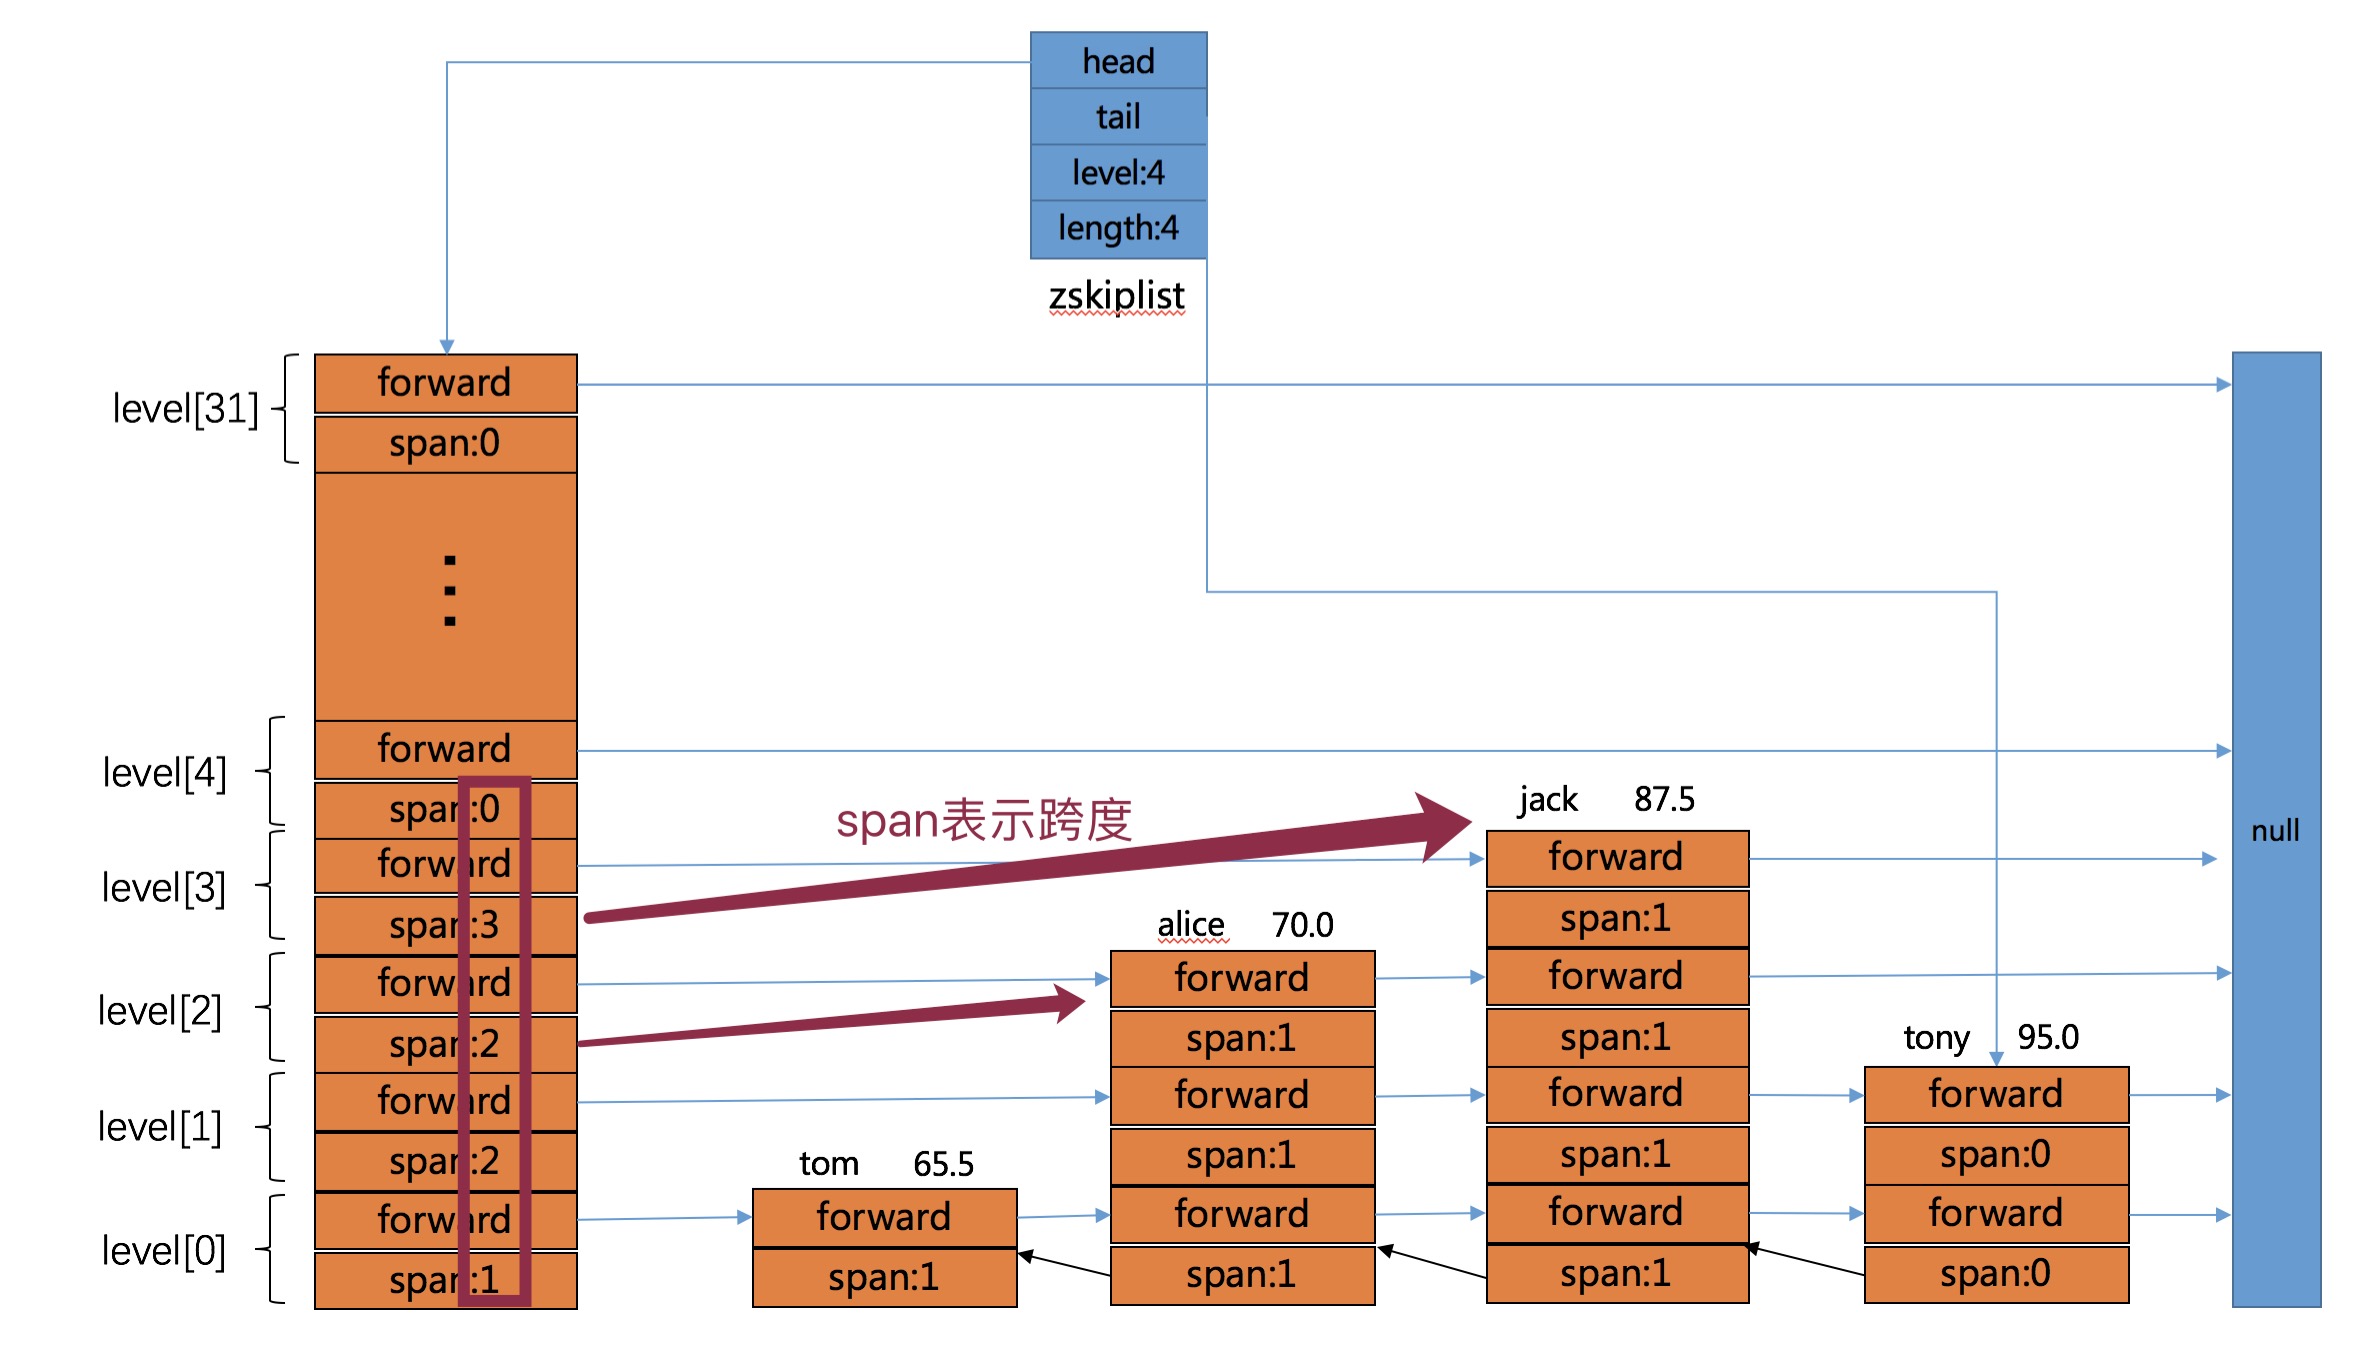 head
tail
level:4
length:4
zskiplist
level[31]
forward
span:0
level[4]
forward
span:0
level[3]
forward
span:3
level[2]
forward
span:2
level[1]
forward
span:2
level[0]
forward
span:1
span表示跨度
tom 65.5
forward
span:1
alice 70.0
forward
span:1
forward
span:1
forward
span:1
jack 87.5
forward
span:1
forward
span:1
forward
span:1
forward
span:1
tony 95.0
forward
span:0
forward
span:0
null